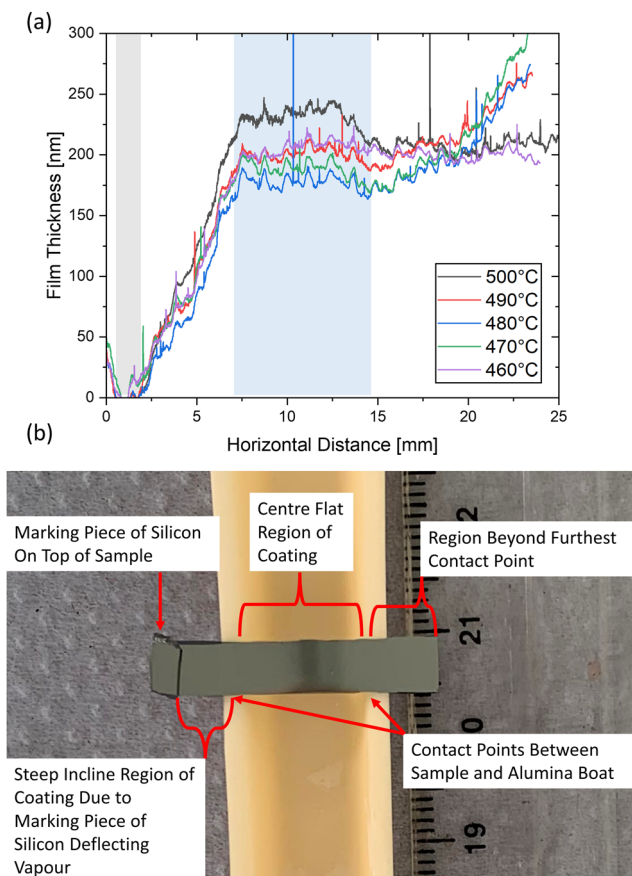 (a)
300
250
200
150
100
50
0
Film Thickness [nm]
500°C
490°C
480°C
470°C
460°C
0 5 10 15 20 25
Horizontal Distance [mm]
(b)
Marking Piece of Silicon
On Top of Sample
Centre Flat
Region of
Coating
Region Beyond Furthest
Contact Point
2
21
0
19
Steep Incline Region of
Coating Due to
Marking Piece of
Silicon Deflecting
Vapour
Contact Points Between
Sample and Alumina Boat